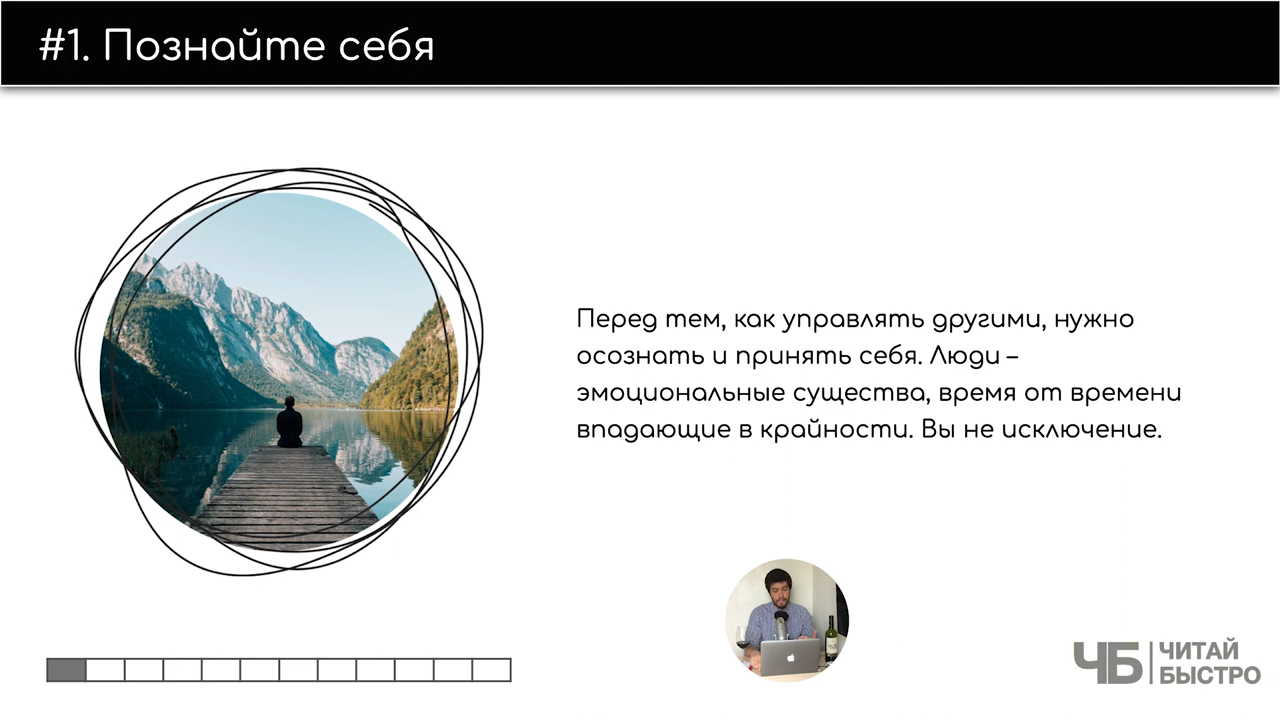 #1. Познайте себя
Перед тем, как управлять другими, нужно
осознать и принять себя. Люди –
эмоциональные существа, время от времени
впадающие в крайности. Вы не исключение.
ЧБ
ЧИТАЙ
БЫСТРО